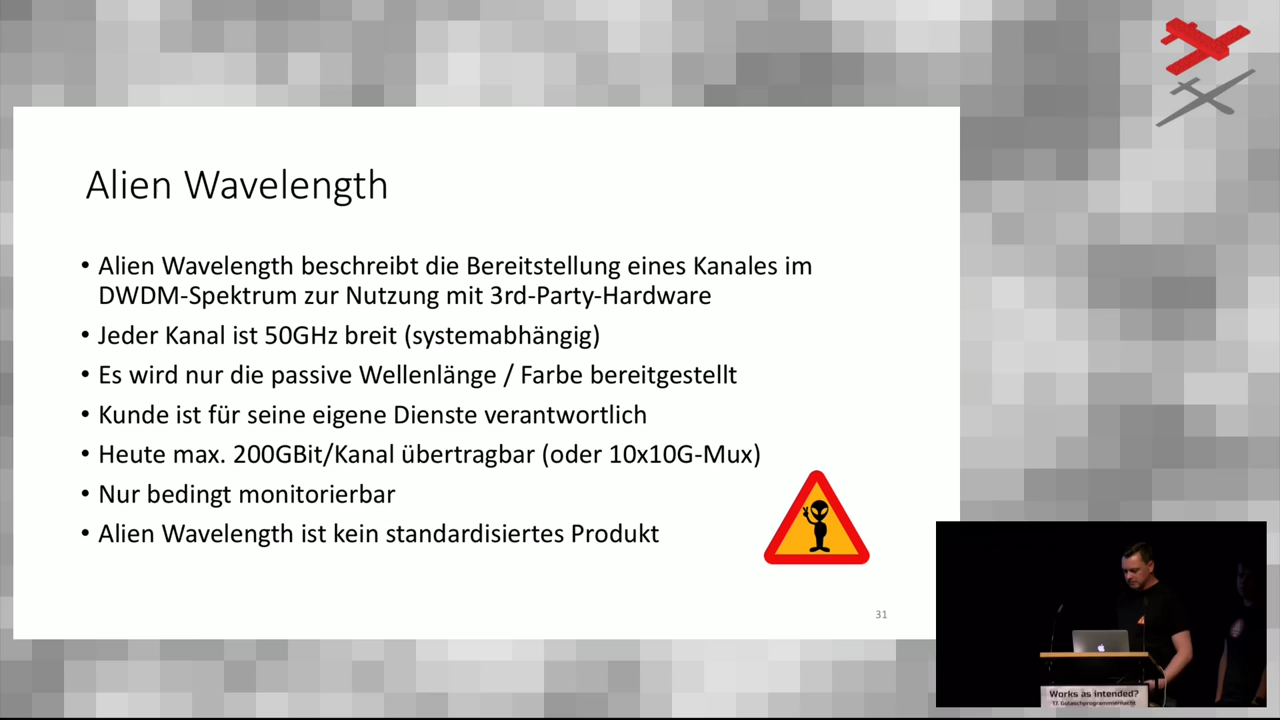 Alien Wavelength
• Alien Wavelength beschreibt die Bereitstellung eines Kanales im
DWDM-Spektrum zur Nutzung mit 3rd-Party-Hardware
• Jeder Kanal ist 50GHz breit (systemabhängig)
• Es wird nur die passive Wellenlänge / Farbe bereitgestellt
• Kunde ist für seine eigene Dienste verantwortlich
• Heute max. 200GBit/Kanal übertragbar (oder 10x10G-Mux)
• Nur bedingt monitorierbar
• Alien Wavelength ist kein standardisiertes Produkt
31
Works as intended?
17. Gulaschprogrammiernacht